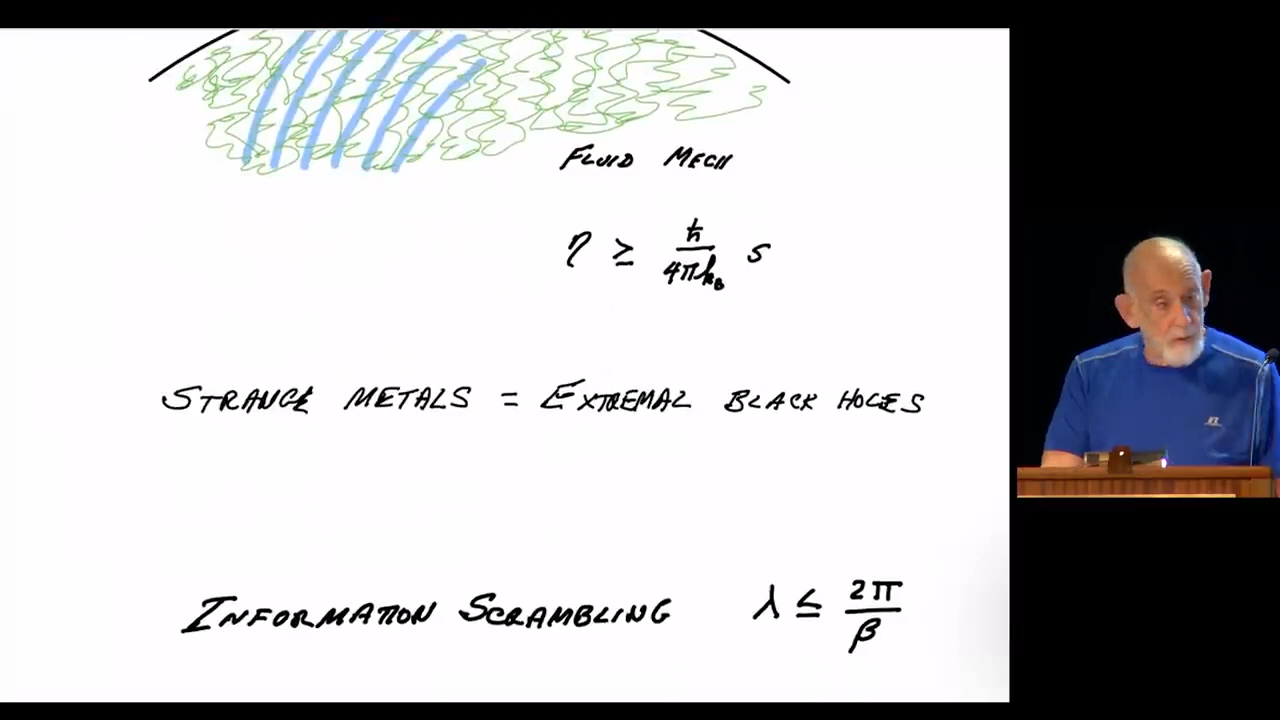 FLUID MECH
η ≥ ħ/4πk_B s
STRANGE METALS = EXTREMAL BLACK HOLES
INFORMATION SCRAMBLING λ ≤ 2π/β